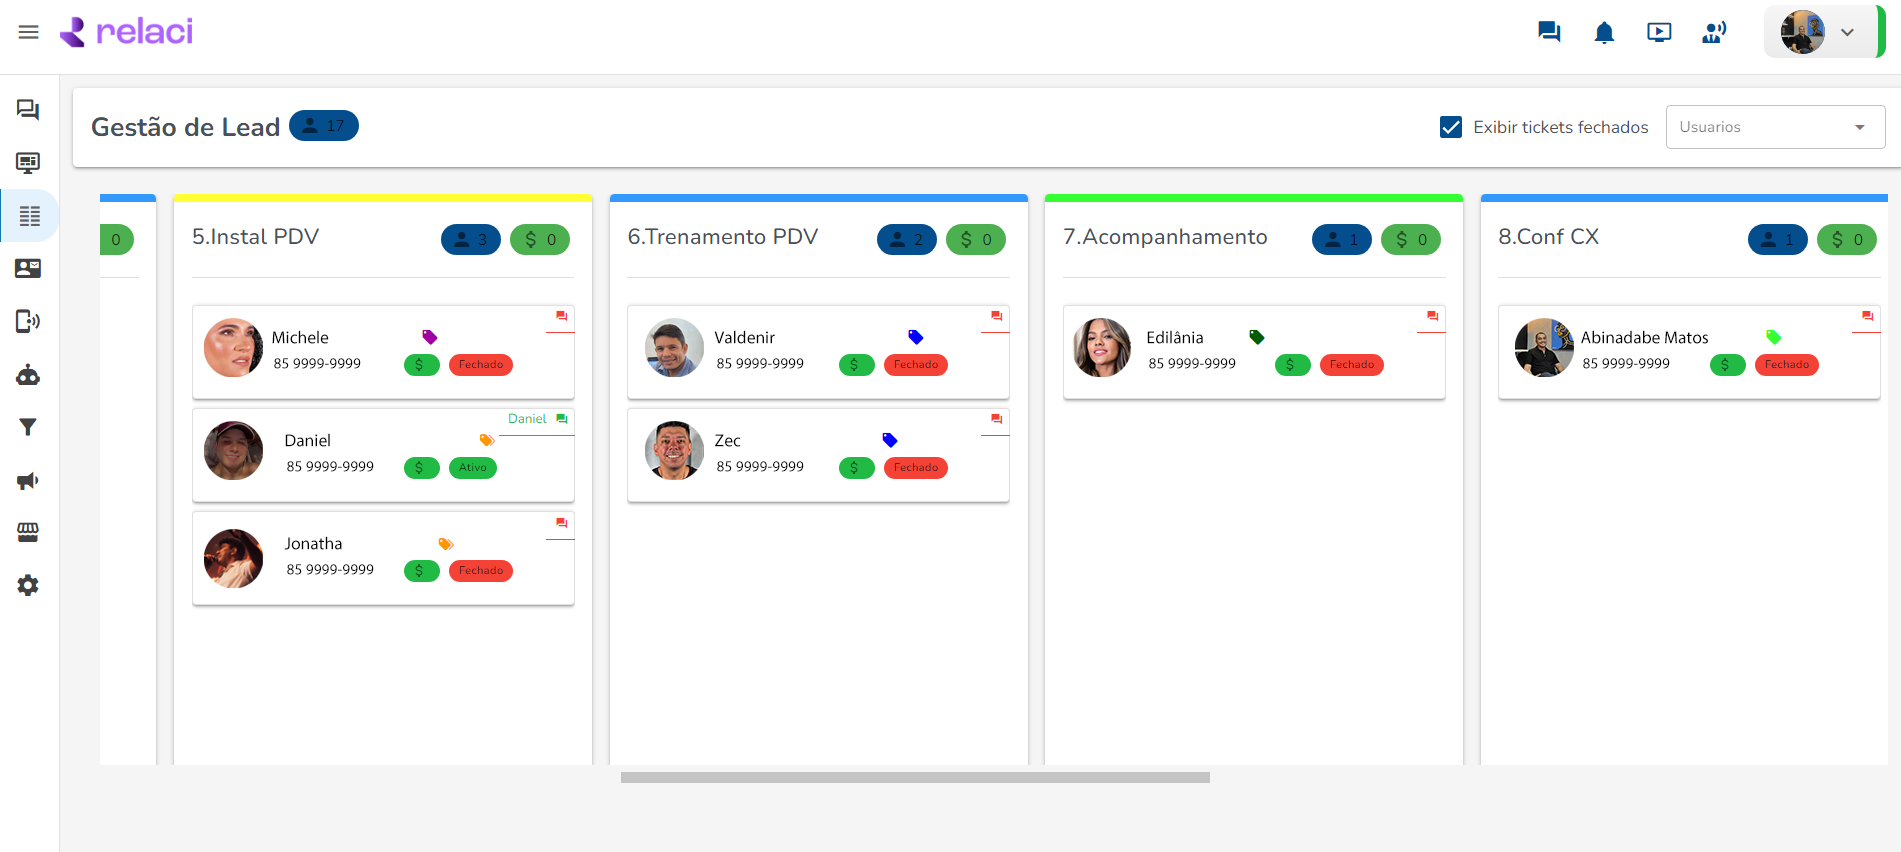 relaci
Gestão de Lead 17
Exibir tickets fechados
Usuarios
0
5.Instal PDV 3 $ 0
Michele
85 9999-9999 $ Fechado
Daniel
Daniel
85 9999-9999 $ Ativo
Jonatha
85 9999-9999 $ Fechado
6.Trenamento PDV 2 $ 0
Valdenir
85 9999-9999 $ Fechado
Zec
85 9999-9999 $ Fechado
7.Acompanhamento 1 $ 0
Edilânia
85 9999-9999 $ Fechado
8.Conf CX 1 $ 0
Abinadabe Matos
85 9999-9999 $ Fechado